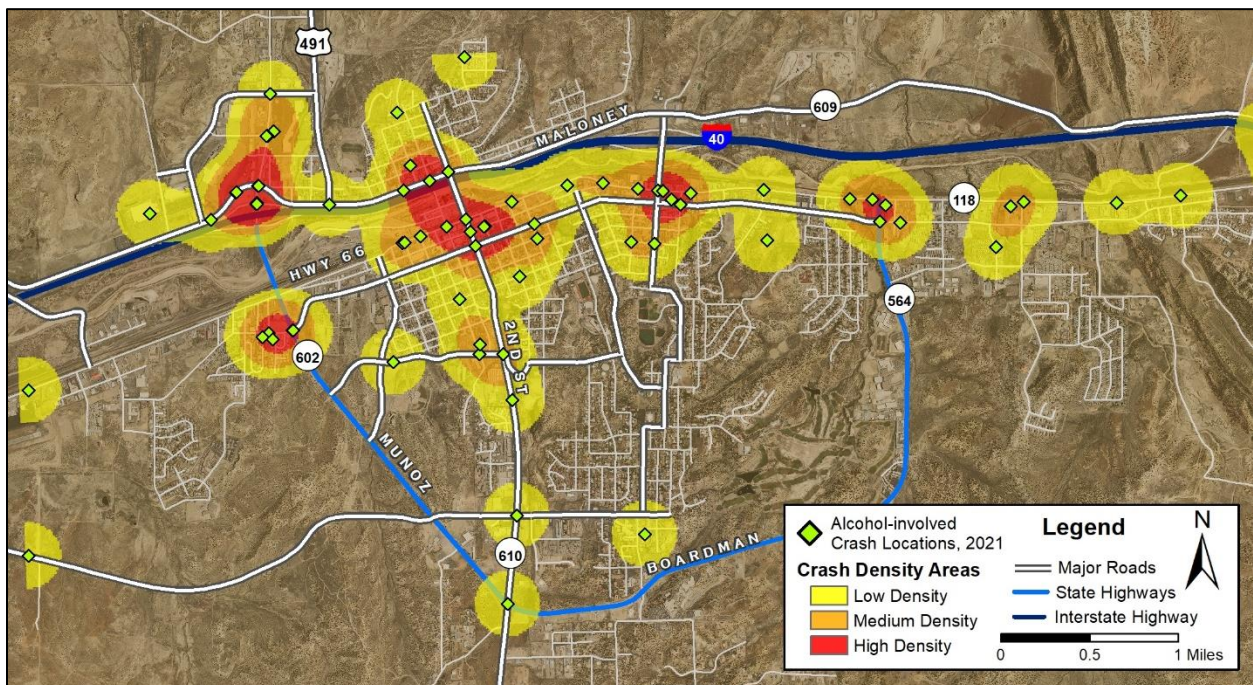 491
609
MALONEY
40
118
HWY 66
564
2ND ST
602
MUNOZ
610
BOARDMAN
Alcohol-involved
Crash Locations, 2021
Crash Density Areas
Low Density
Medium Density
High Density
Legend
N
Major Roads
State Highways
Interstate Highway
0 0.5 1 Miles